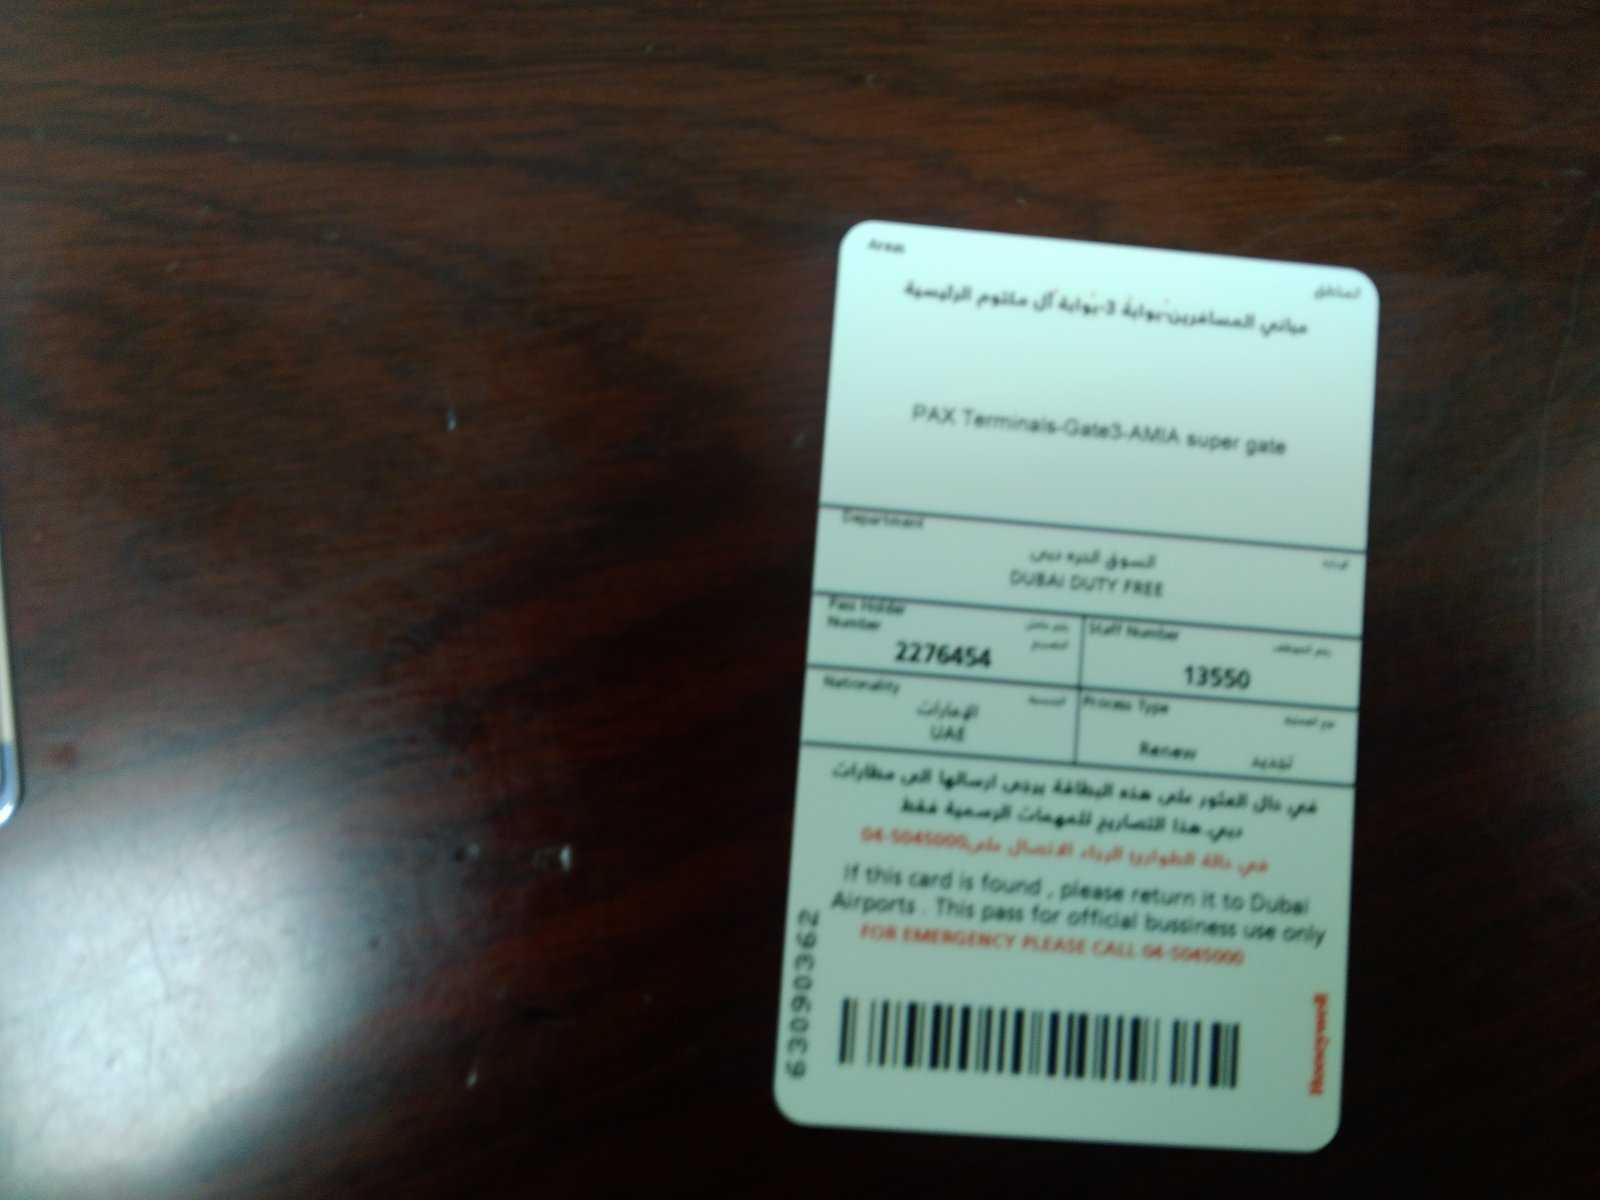 Areas المناطق
مباني المسافرين-بوابة 3-بوابة آل مكتوم الرئيسية
PAX Terminals-Gate3-AMIA super gate
Department
السوق الحره دبي
DUBAI DUTY FREE
Pass Holder Number
2276454
Staff Number رقم الموظف
13550
Nationality الجنسية
الإمارات
UAE
Process Type
Renew تجديد
في حال العثور على هذه البطاقة يرجى ارسالها الى مطارات
دبي.هذا التصاريح للمهمات الرسمية فقط
في حالة الطوارئ الرجاء الاتصال على04-5045000
If this card is found , please return it to Dubai
Airports . This pass for official bussiness use only
FOR EMERGENCY PLEASE CALL 04-5045000
63090362
Honeywell